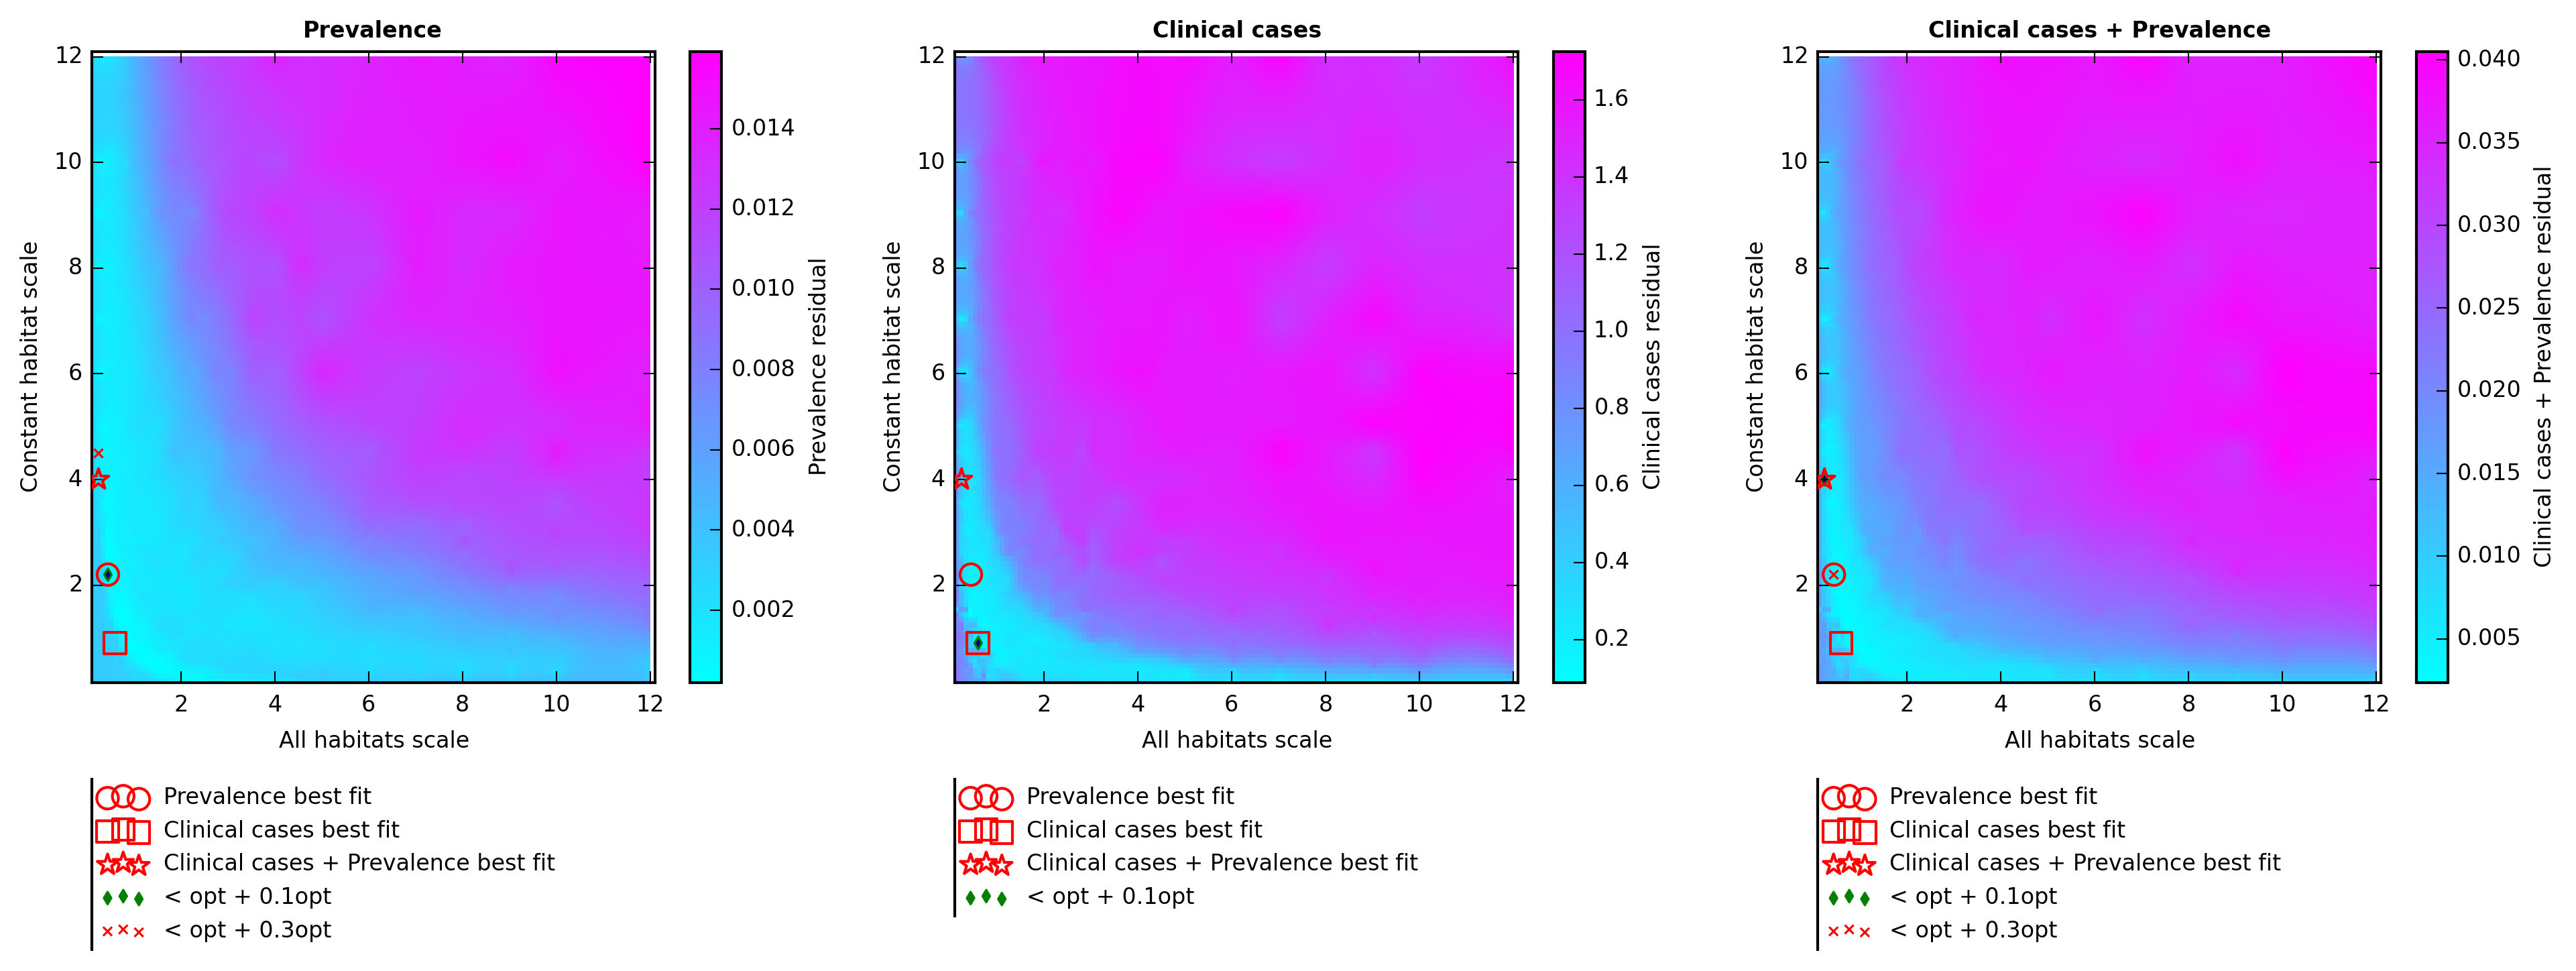 Prevalence
12
10
8
6
4
2
2 4 6 8 10 12
Constant habitat scale
All habitats scale
0.014
0.012
0.010
0.008
0.006
0.004
0.002
Prevalence residual
Prevalence best fit
Clinical cases best fit
Clinical cases + Prevalence best fit
< opt + 0.1opt
< opt + 0.3opt
Clinical cases
12
10
8
6
4
2
2 4 6 8 10 12
Constant habitat scale
All habitats scale
1.6
1.4
1.2
1.0
0.8
0.6
0.4
0.2
Clinical cases residual
Prevalence best fit
Clinical cases best fit
Clinical cases + Prevalence best fit
< opt + 0.1opt
Clinical cases + Prevalence
12
10
8
6
4
2
2 4 6 8 10 12
Constant habitat scale
All habitats scale
0.040
0.035
0.030
0.025
0.020
0.015
0.010
0.005
Clinical cases + Prevalence residual
Prevalence best fit
Clinical cases best fit
Clinical cases + Prevalence best fit
< opt + 0.1opt
< opt + 0.3opt